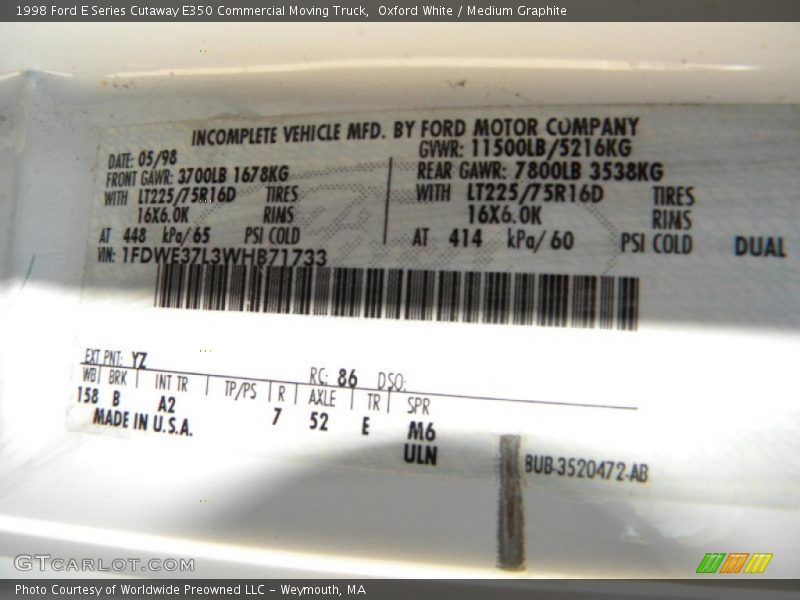 1998 Ford E Series Cutaway E350 Commercial Moving Truck, Oxford White / Medium Graphite
INCOMPLETE VEHICLE MFD. BY FORD MOTOR COMPANY
DATE: 05/98 GVWR: 11500LB/5216KG
FRONT GAWR: 3700LB 1678KG REAR GAWR: 7800LB 3538KG
WITH LT225/75R16D TIRES WITH LT225/75R16D TIRES
16X6.0K RIMS 16X6.0K RIMS
AT 448 kPa/65 PSI COLD AT 414 kPa/60 PSI COLD DUAL
VIN: 1FDWE37L3WHB71733
EXT PNT: YZ RC: 86 DSO:
WB BRK INT TR TP/PS R AXLE TR SPR
158 B A2 7 52 E M6
MADE IN U.S.A. ULN
BUB-3520472-AB
GTCARLOT.COM
Photo Courtesy of Worldwide Preowned LLC - Weymouth, MA